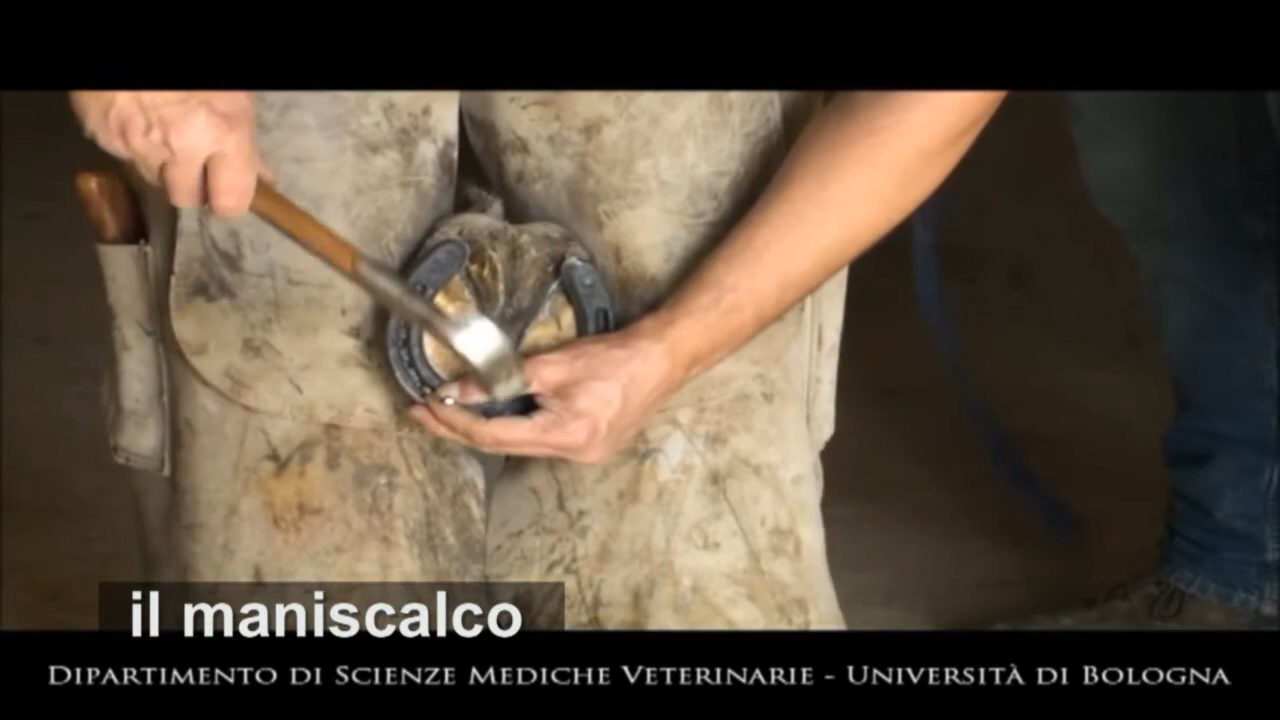 il maniscalco
Dipartimento di Scienze Mediche Veterinarie - Università di Bologna